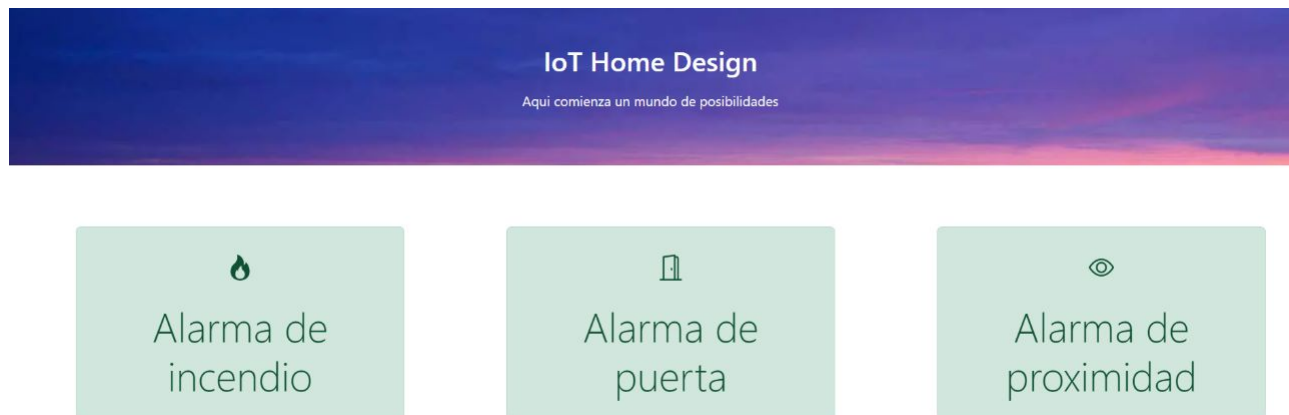 IoT Home Design
Aqui comienza un mundo de posibilidades
Alarma de
incendio
Alarma de
puerta
Alarma de
proximidad